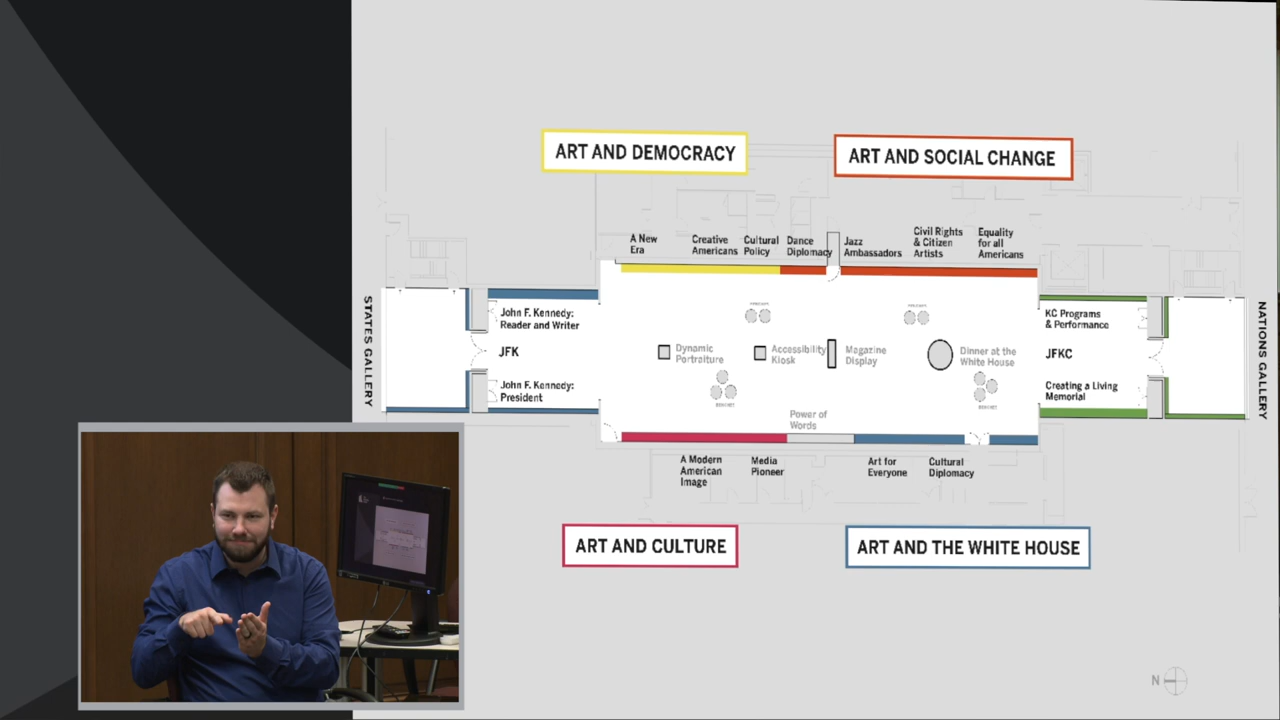 ART AND DEMOCRACY
ART AND SOCIAL CHANGE
A New
Era
Creative
Americans
Cultural
Policy
Dance
Diplomacy
Jazz
Ambassadors
Civil Rights
& Citizen
Artists
Equality
for all
Americans
STATES GALLERY
John F. Kennedy:
Reader and Writer
JFK
John F. Kennedy:
President
Dynamic
Portraiture
Accessibility
Kiosk
Magazine
Display
Dinner at the
White House
KC Programs
& Performance
JFKC
Creating a Living
Memorial
NATIONS GALLERY
Power of
Words
A Modern
American
Image
Media
Pioneer
Art for
Everyone
Cultural
Diplomacy
ART AND CULTURE
ART AND THE WHITE HOUSE
N